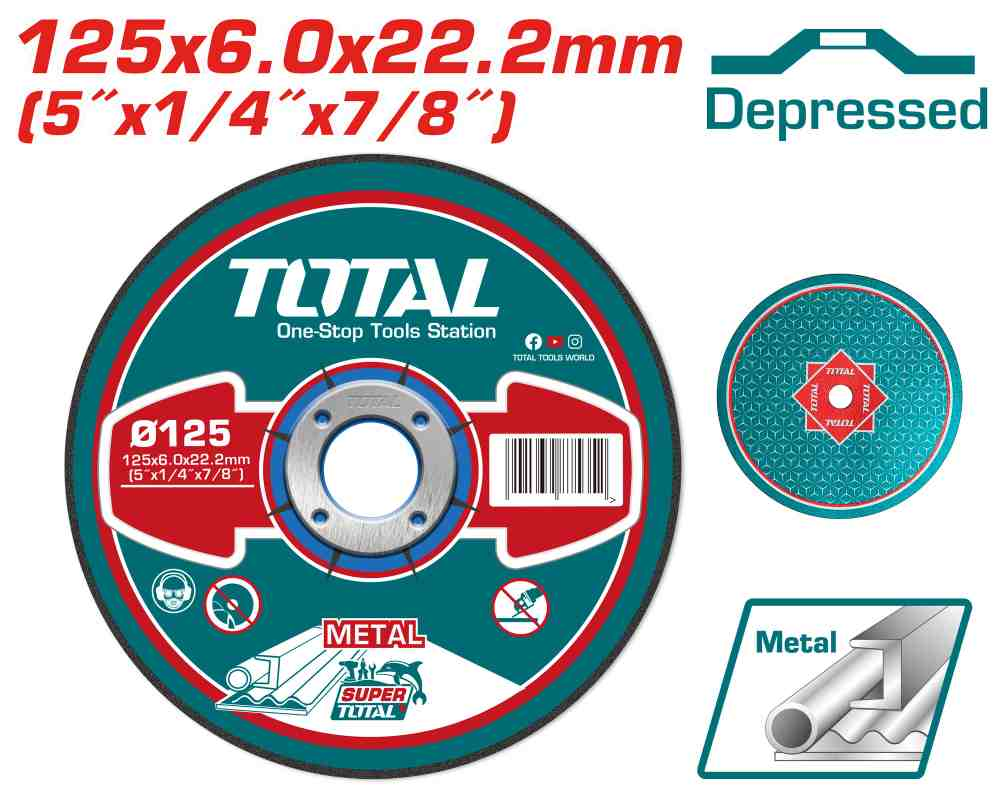 125x6.0x22.2mm
(5˝x1/4˝x7/8˝)
Depressed
TOTAL
One-Stop Tools Station
TOTAL TOOLS WORLD
TOTAL
Ø125
125x6.0x22.2mm
(5˝x1/4˝x7/8˝)
METAL
SUPER
TOTAL
TOTAL
TOTAL
TOTAL
TOTAL
Metal